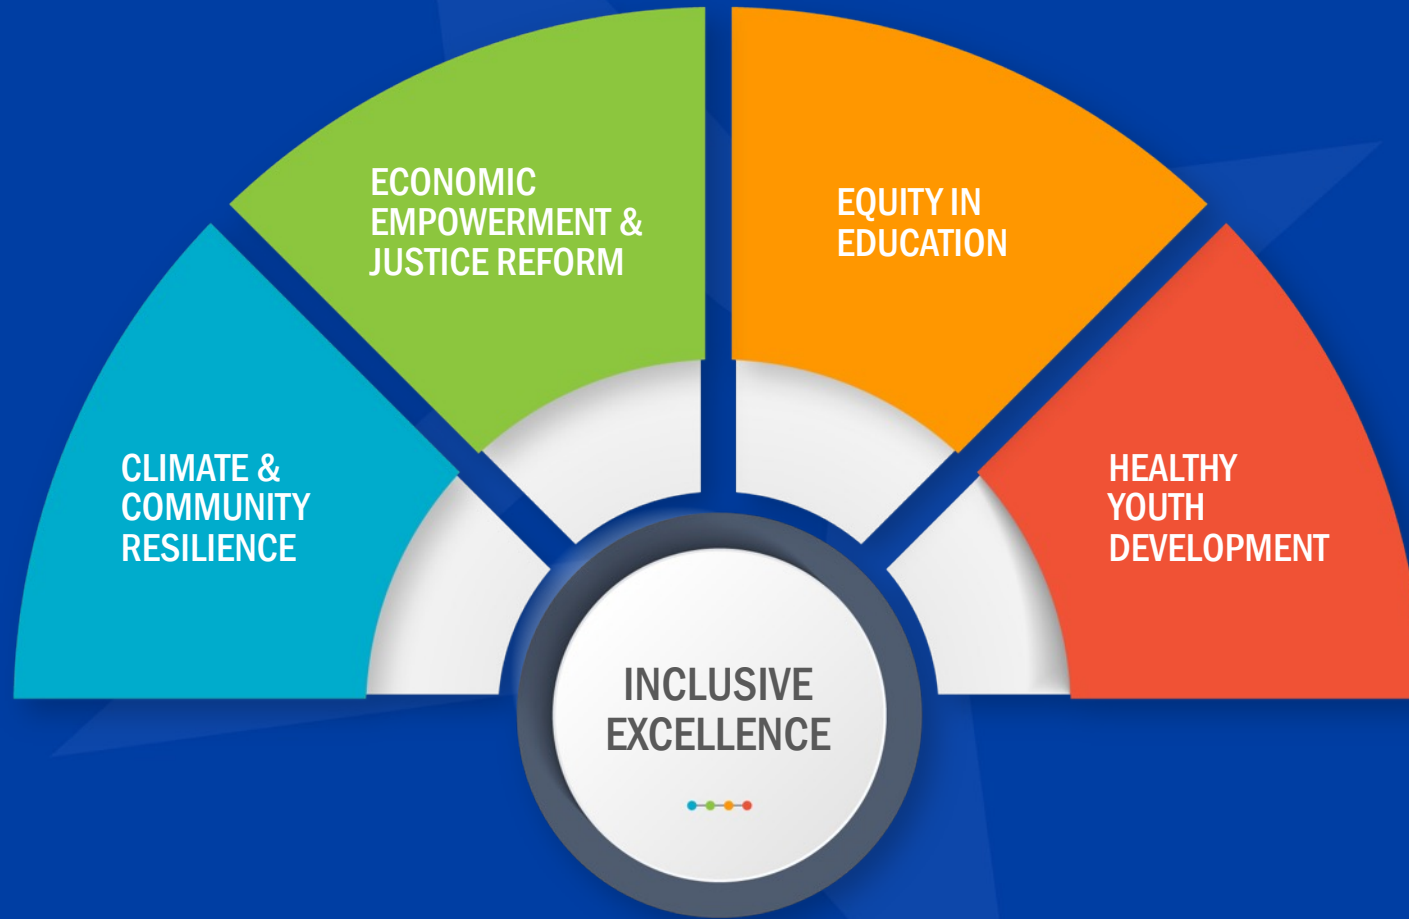 ECONOMIC
EMPOWERMENT &
JUSTICE REFORM
EQUITY IN
EDUCATION
CLIMATE &
COMMUNITY
RESILIENCE
HEALTHY
YOUTH
DEVELOPMENT
INCLUSIVE
EXCELLENCE